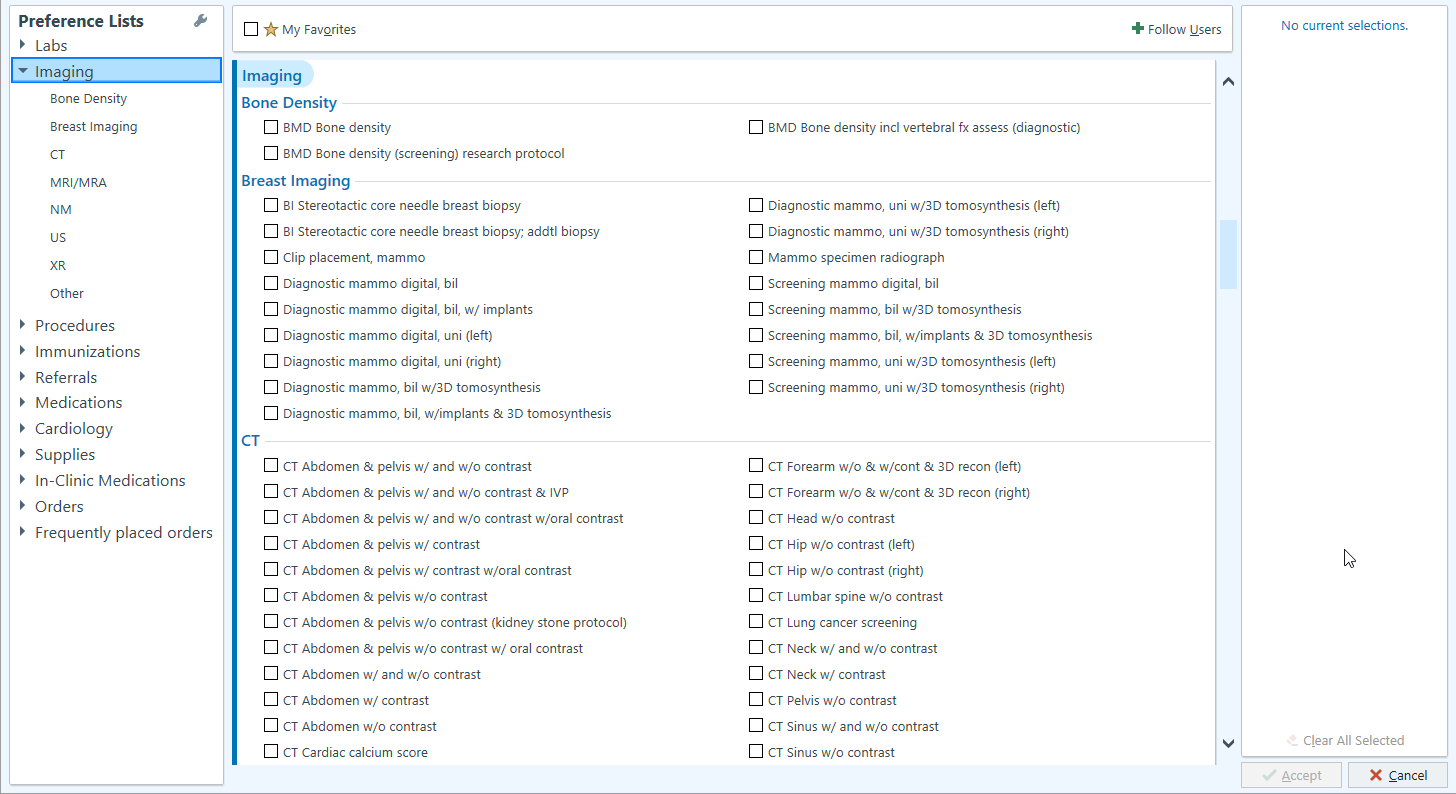 Preference Lists
Labs
Imaging
Bone Density
Breast Imaging
CT
MRI/MRA
NM
US
XR
Other
Procedures
Immunizations
Referrals
Medications
Cardiology
Supplies
In-Clinic Medications
Orders
Frequently placed orders
My Favorites
Follow Users
Imaging
Bone Density
BMD Bone density
BMD Bone density (screening) research protocol
BMD Bone density incl vertebral fx assess (diagnostic)
Breast Imaging
BI Stereotactic core needle breast biopsy
BI Stereotactic core needle breast biopsy; addtl biopsy
Clip placement, mammo
Diagnostic mammo digital, bil
Diagnostic mammo digital, bil, w/ implants
Diagnostic mammo digital, uni (left)
Diagnostic mammo digital, uni (right)
Diagnostic mammo, bil w/3D tomosynthesis
Diagnostic mammo, bil, w/implants & 3D tomosynthesis
Diagnostic mammo, uni w/3D tomosynthesis (left)
Diagnostic mammo, uni w/3D tomosynthesis (right)
Mammo specimen radiograph
Screening mammo digital, bil
Screening mammo, bil w/3D tomosynthesis
Screening mammo, bil, w/implants & 3D tomosynthesis
Screening mammo, uni w/3D tomosynthesis (left)
Screening mammo, uni w/3D tomosynthesis (right)
CT
CT Abdomen & pelvis w/ and w/o contrast
CT Abdomen & pelvis w/ and w/o contrast & IVP
CT Abdomen & pelvis w/ and w/o contrast w/oral contrast
CT Abdomen & pelvis w/ contrast
CT Abdomen & pelvis w/ contrast w/oral contrast
CT Abdomen & pelvis w/o contrast
CT Abdomen & pelvis w/o contrast (kidney stone protocol)
CT Abdomen & pelvis w/o contrast w/ oral contrast
CT Abdomen w/ and w/o contrast
CT Abdomen w/ contrast
CT Abdomen w/o contrast
CT Cardiac calcium score
CT Forearm w/o & w/cont & 3D recon (left)
CT Forearm w/o & w/cont & 3D recon (right)
CT Head w/o contrast
CT Hip w/o contrast (left)
CT Hip w/o contrast (right)
CT Lumbar spine w/o contrast
CT Lung cancer screening
CT Neck w/ and w/o contrast
CT Neck w/ contrast
CT Pelvis w/o contrast
CT Sinus w/ and w/o contrast
CT Sinus w/o contrast
No current selections.
Clear All Selected
Accept
Cancel